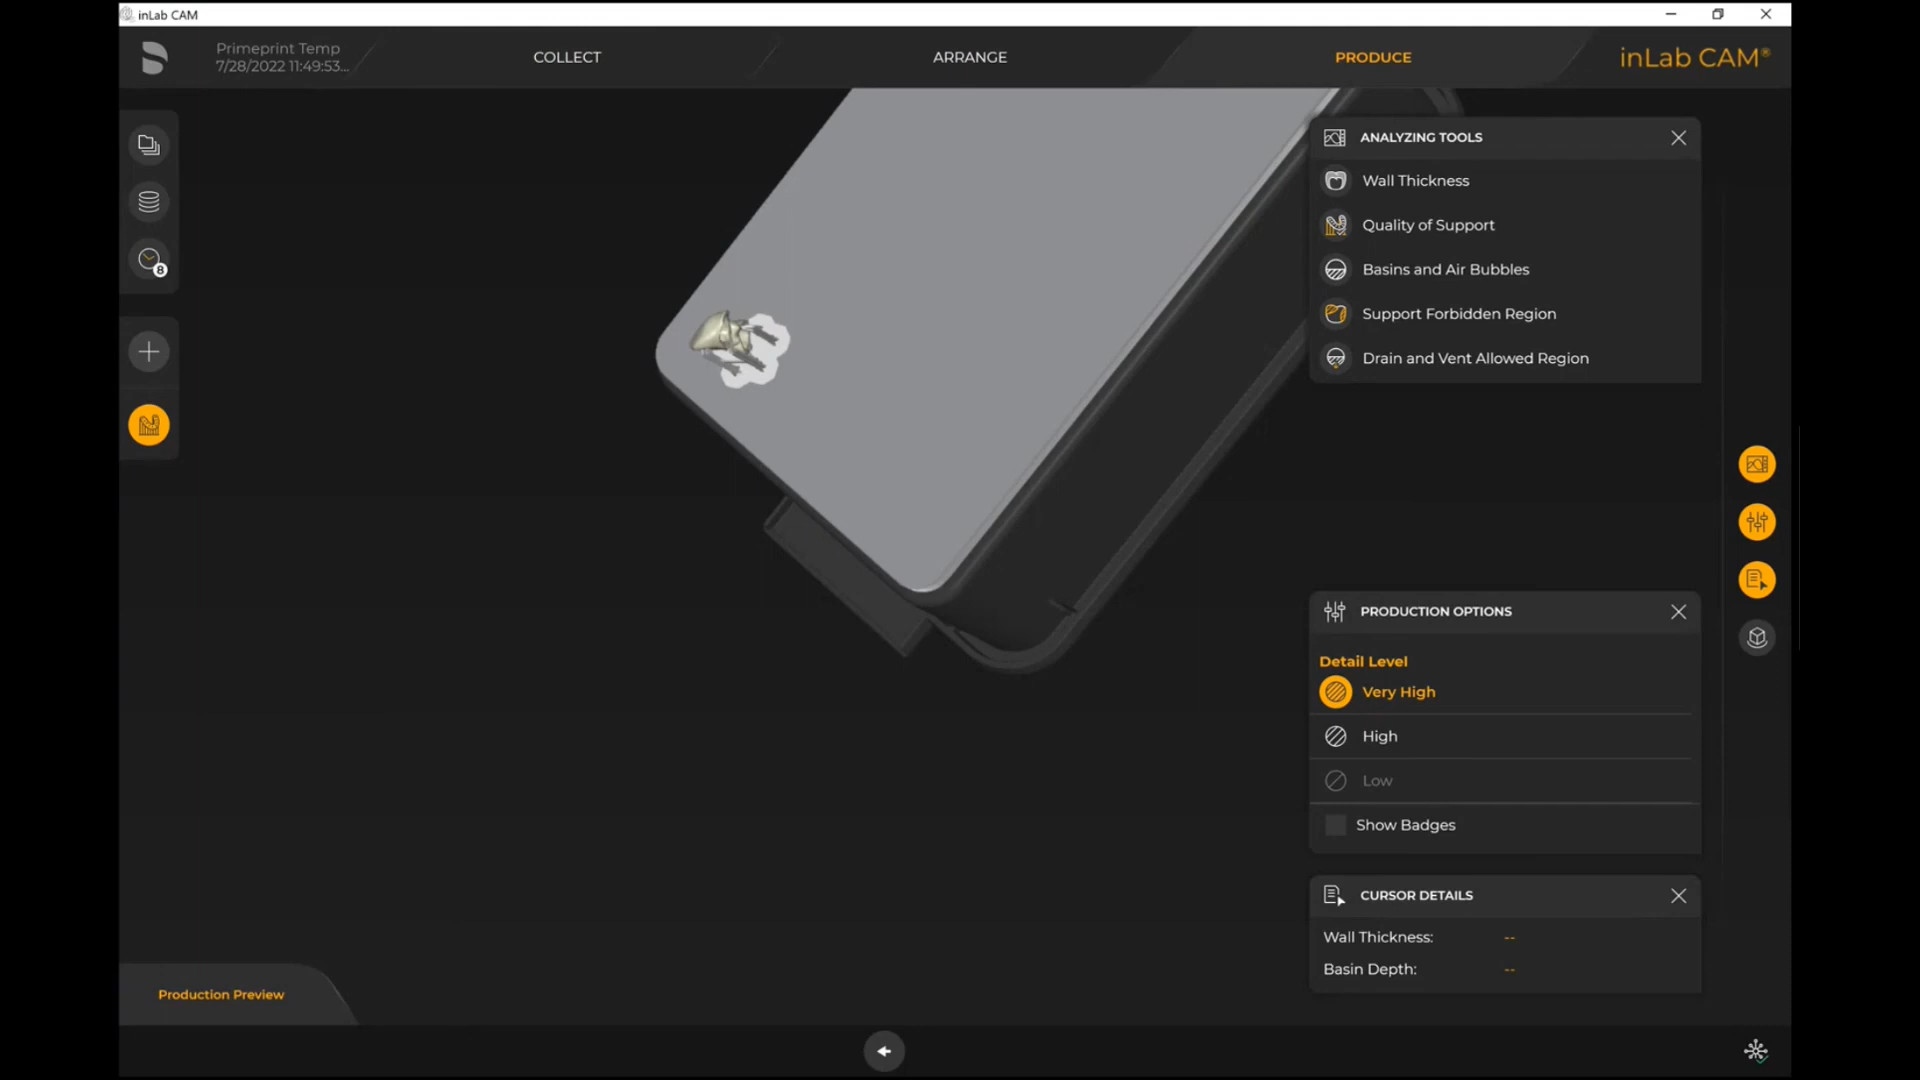 inLab CAM
Primeprint Temp
7/28/2022 11:49:53...
COLLECT
ARRANGE
PRODUCE
inLab CAM®
8
ANALYZING TOOLS
Wall Thickness
Quality of Support
Basins and Air Bubbles
Support Forbidden Region
Drain and Vent Allowed Region
PRODUCTION OPTIONS
Detail Level
Very High
High
Low
Show Badges
CURSOR DETAILS
Wall Thickness: --
Basin Depth: --
Production Preview